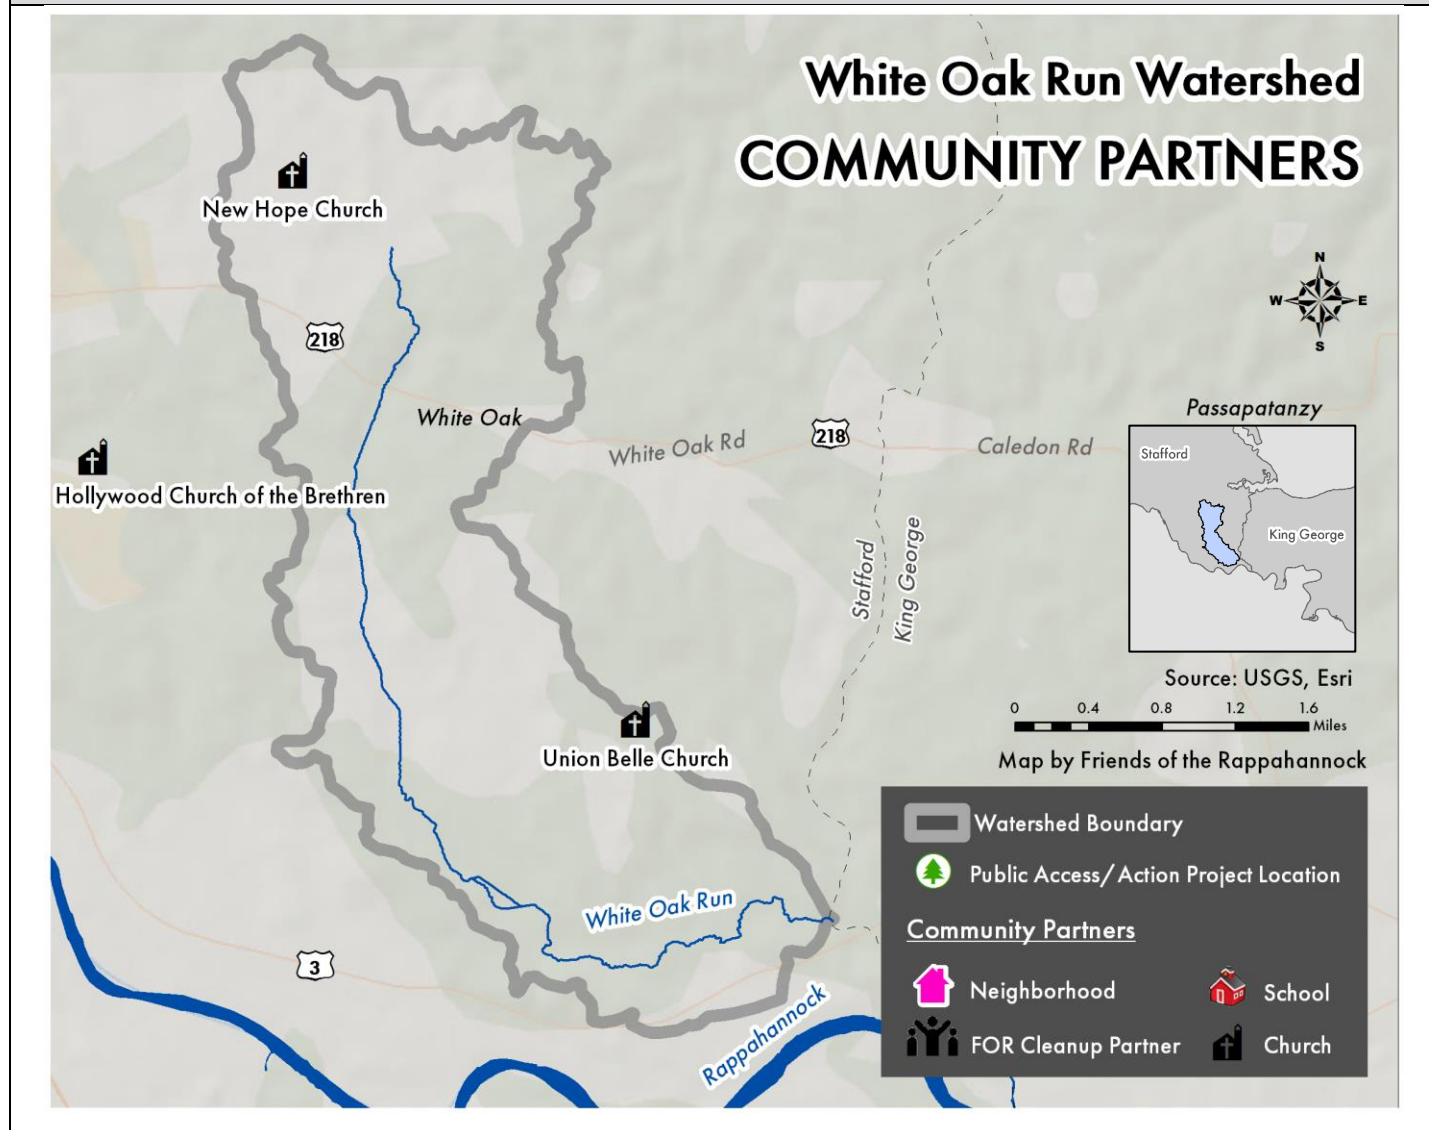 White Oak Run Watershed
COMMUNITY PARTNERS
New Hope Church
N
W
E
S
218
White Oak
White Oak Rd
218
Caledon Rd
Passapatanzy
Stafford
King George
Hollywood Church of the Brethren
Stafford
King George
Source: USGS, Esri
0 0.4 0.8 1.2 1.6
Miles
Map by Friends of the Rappahannock
Union Belle Church
Watershed Boundary
Public Access/Action Project Location
Community Partners
Neighborhood
School
FOR Cleanup Partner
Church
White Oak Run
3
Rappahannock